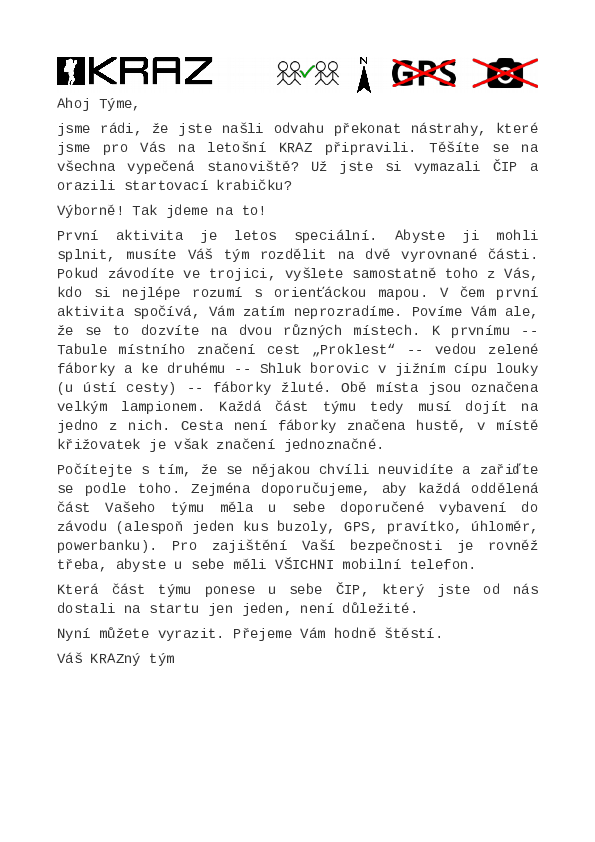 KRAZ
N
GPS
Ahoj Týme,
jsme rádi, že jste našli odvahu překonat nástrahy, které
jsme pro Vás na letošní KRAZ připravili. Těšíte se na
všechna vypečená stanoviště? Už jste si vymazali ČIP a
orazili startovací krabičku?
Výborně! Tak jdeme na to!
První aktivita je letos speciální. Abyste ji mohli
splnit, musíte Váš tým rozdělit na dvě vyrovnané části.
Pokud závodíte ve trojici, vyšlete samostatně toho z Vás,
kdo si nejlépe rozumí s orienťáckou mapou. V čem první
aktivita spočívá, Vám zatím neprozradíme. Povíme Vám ale,
že se to dozvíte na dvou různých místech. K prvnímu --
Tabule místního značení cest „Proklest“ -- vedou zelené
fáborky a ke druhému -- Shluk borovic v jižním cípu louky
(u ústí cesty) -- fáborky žluté. Obě místa jsou označena
velkým lampionem. Každá část týmu tedy musí dojít na
jedno z nich. Cesta není fáborky značena hustě, v místě
křižovatek je však značení jednoznačné.
Počítejte s tím, že se nějakou chvíli neuvidíte a zařiďte
se podle toho. Zejména doporučujeme, aby každá oddělená
část Vašeho týmu měla u sebe doporučené vybavení do
závodu (alespoň jeden kus buzoly, GPS, pravítko, úhloměr,
powerbanku). Pro zajištění Vaší bezpečnosti je rovněž
třeba, abyste u sebe měli VŠICHNI mobilní telefon.
Která část týmu ponese u sebe ČIP, který jste od nás
dostali na startu jen jeden, není důležité.
Nyní můžete vyrazit. Přejeme Vám hodně štěstí.
Váš KRAZný tým